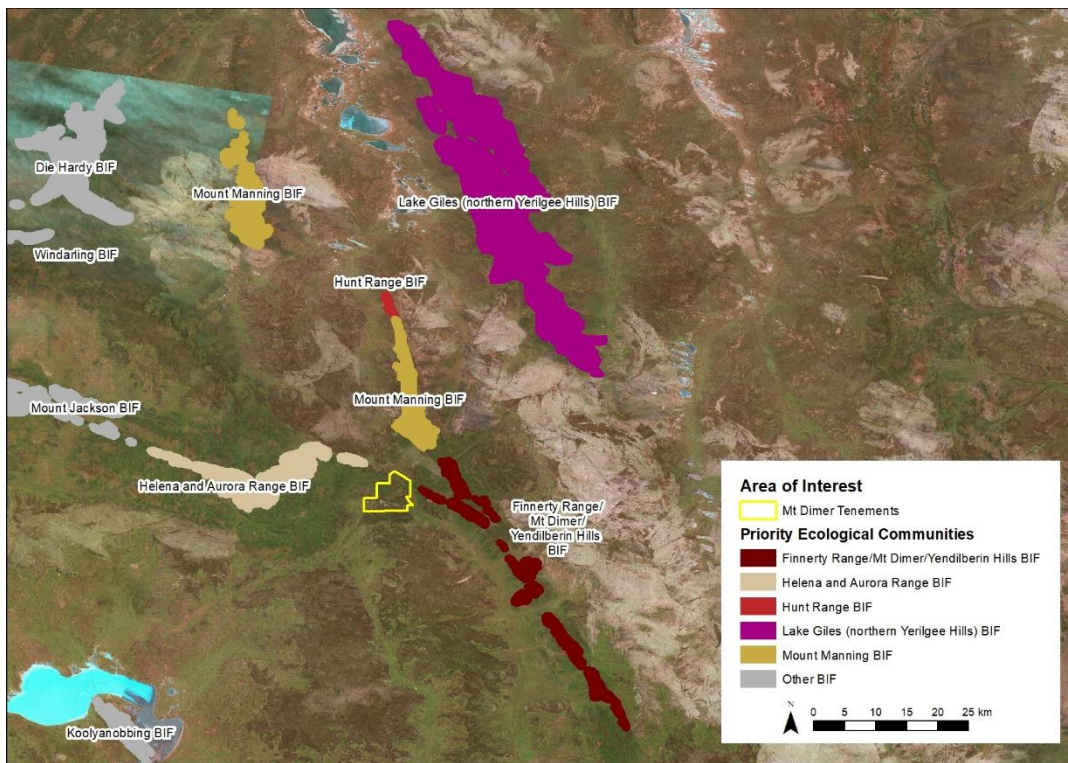 Die Hardy BIF
Mount Manning BIF
Lake Giles (northern Yerilgee Hills) BIF
Windarling BIF
Hunt Range BIF
Mount Manning BIF
Mount Jackson BIF
Helena and Aurora Range BIF
Finnerty Range/
Mt Dimer/
Yendilberin Hills
BIF
Koolyanobbing BIF
Area of Interest
Mt Dimer Tenements
Priority Ecological Communities
Finnerty Range/Mt Dimer/Yendilberin Hills BIF
Helena and Aurora Range BIF
Hunt Range BIF
Lake Giles (northern Yerilgee Hills) BIF
Mount Manning BIF
Other BIF
N
0 5 10 15 20 25 km